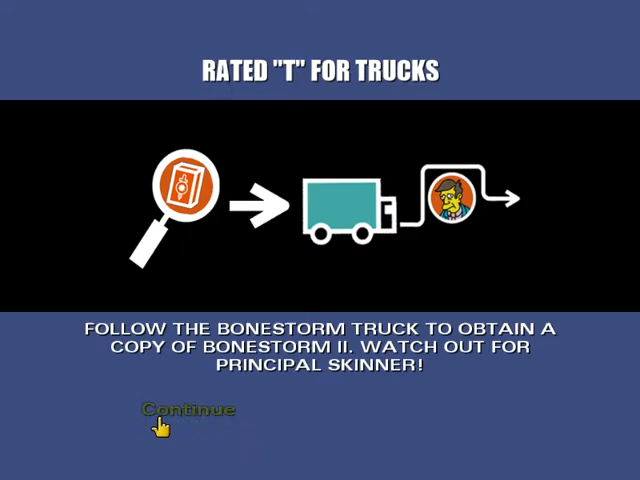 RATED "T" FOR TRUCKS
FOLLOW THE BONESTORM TRUCK TO OBTAIN A
COPY OF BONESTORM II. WATCH OUT FOR
PRINCIPAL SKINNER!
Continue